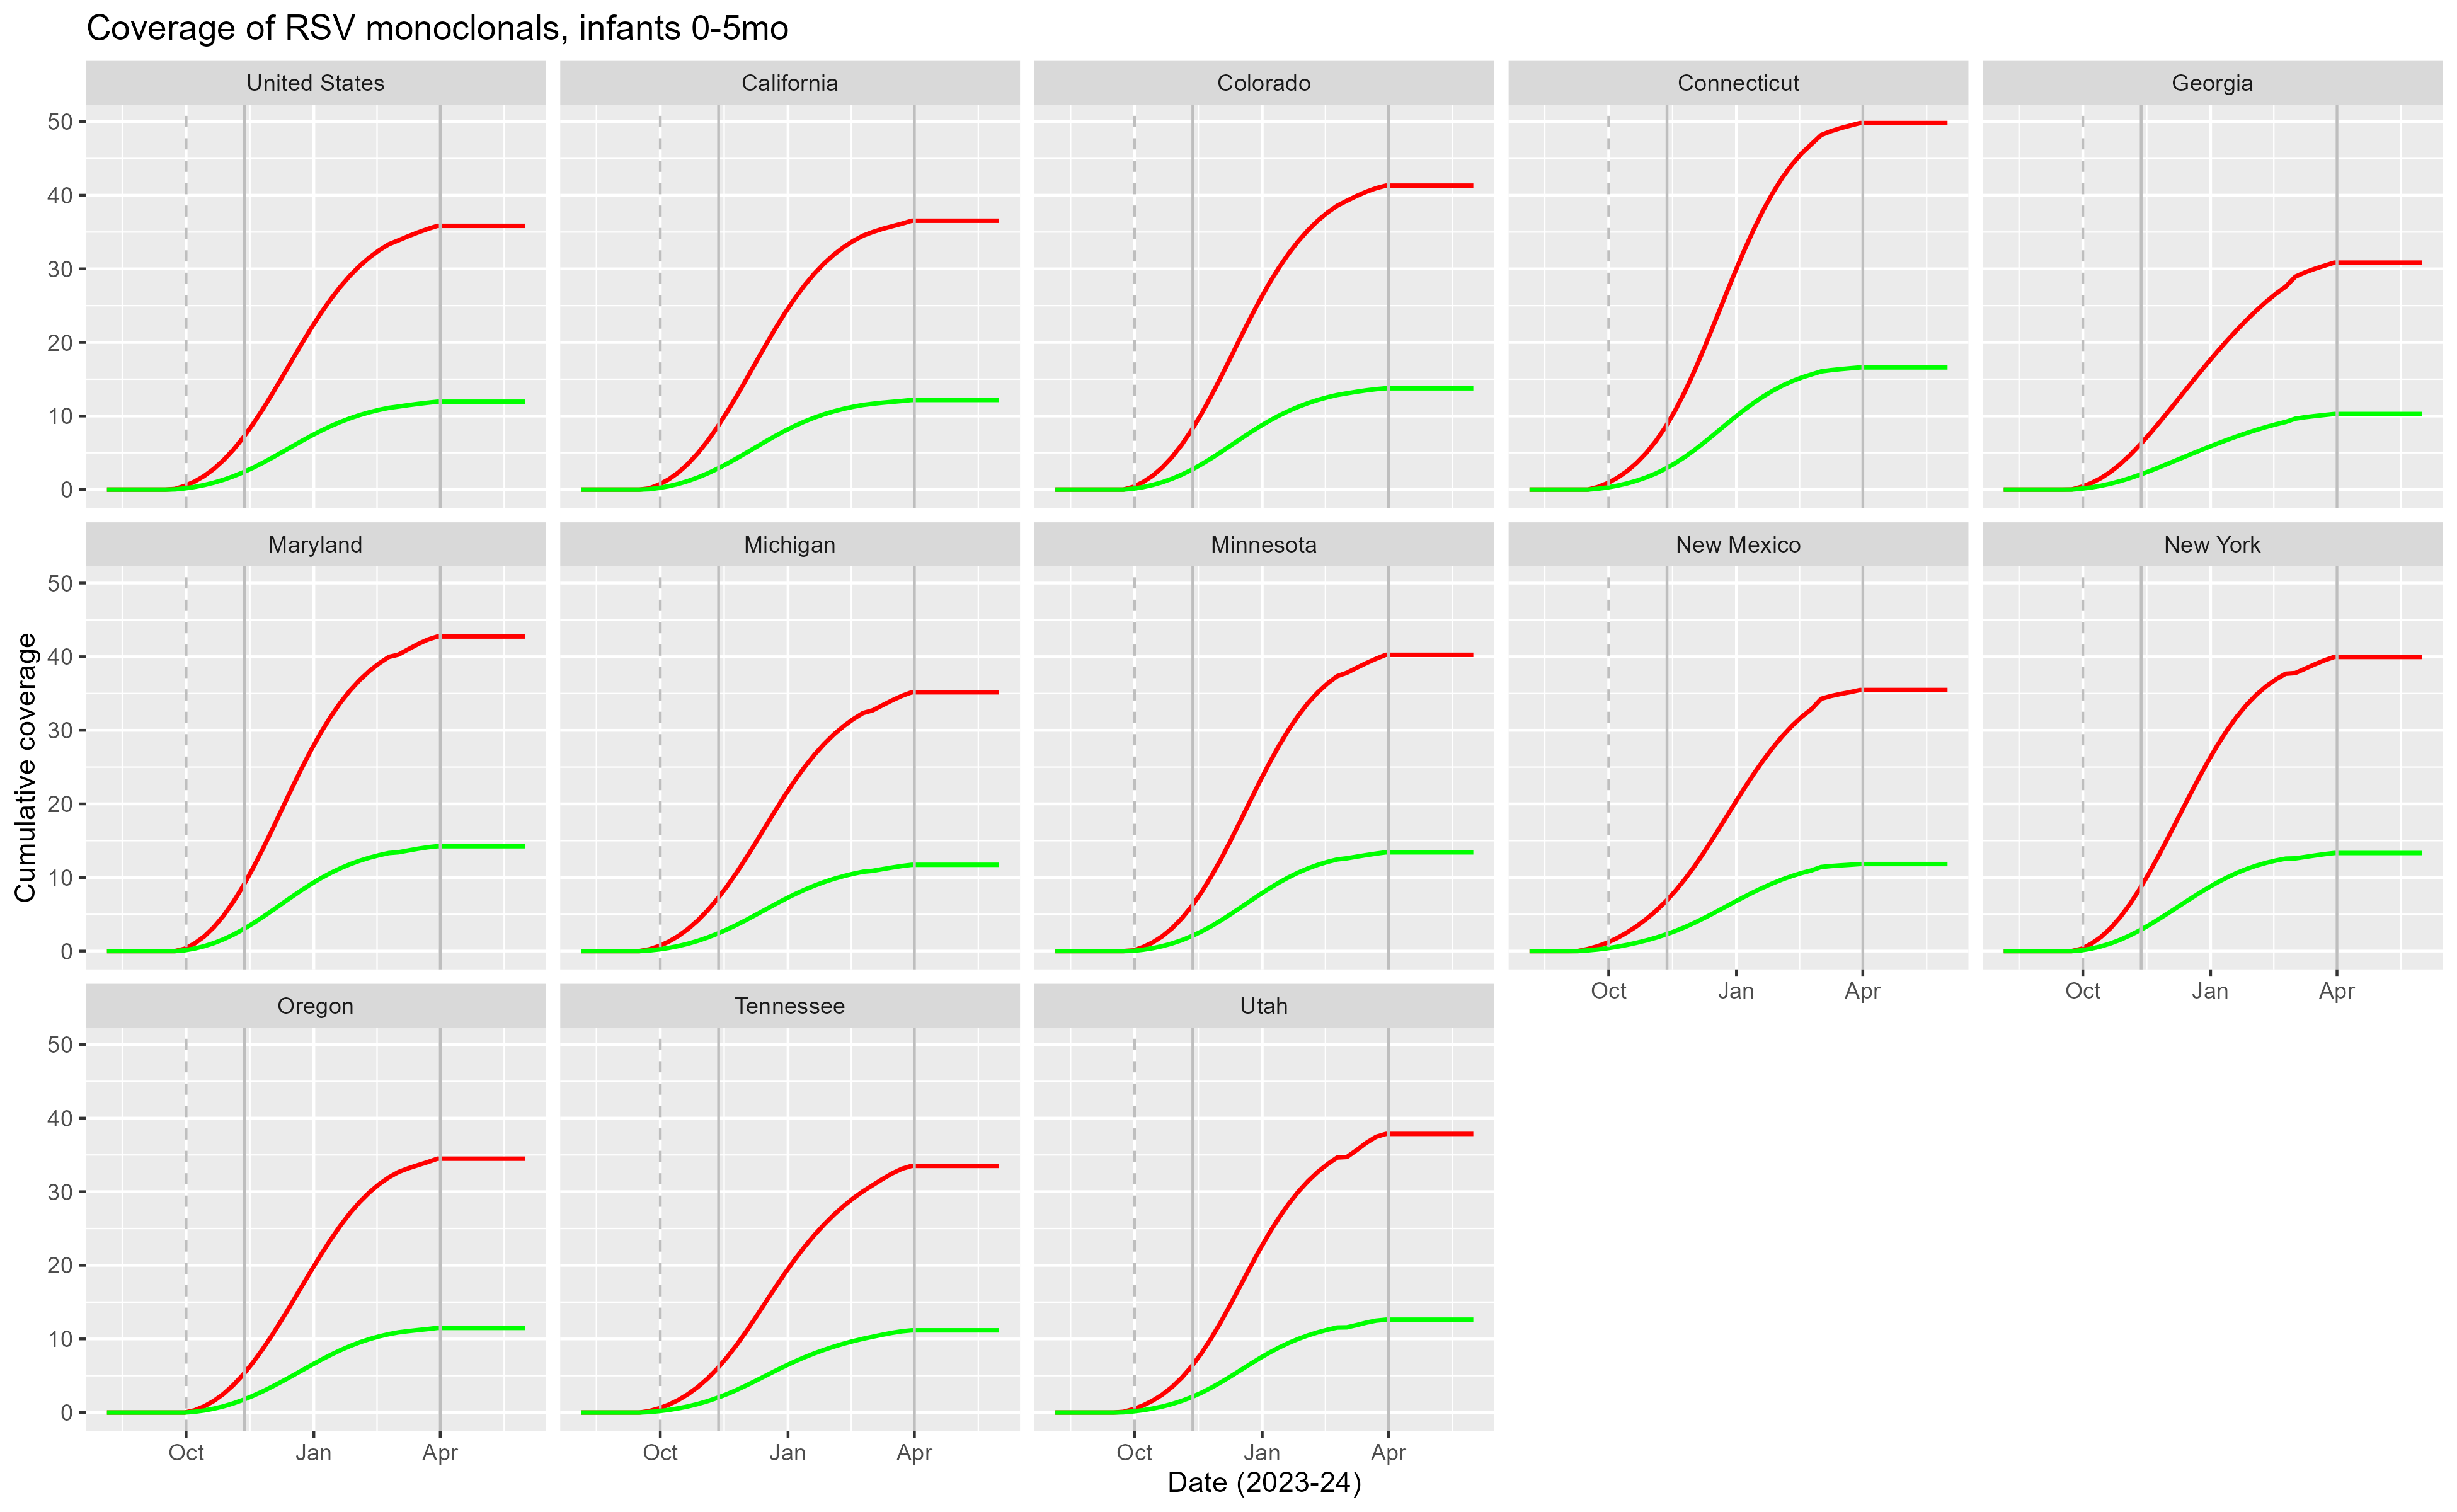 Coverage of RSV monoclonals, infants 0-5mo
United States
California
Colorado
Connecticut
Georgia
50
40
30
20
10
0
Maryland
Michigan
Minnesota
New Mexico
New York
50
40
30
20
10
0
Oct
Jan
Apr
Oct
Jan
Apr
Oregon
Tennessee
Utah
50
40
30
20
10
0
Oct
Jan
Apr
Oct
Jan
Apr
Oct
Jan
Apr
Cumulative coverage
Date (2023-24)